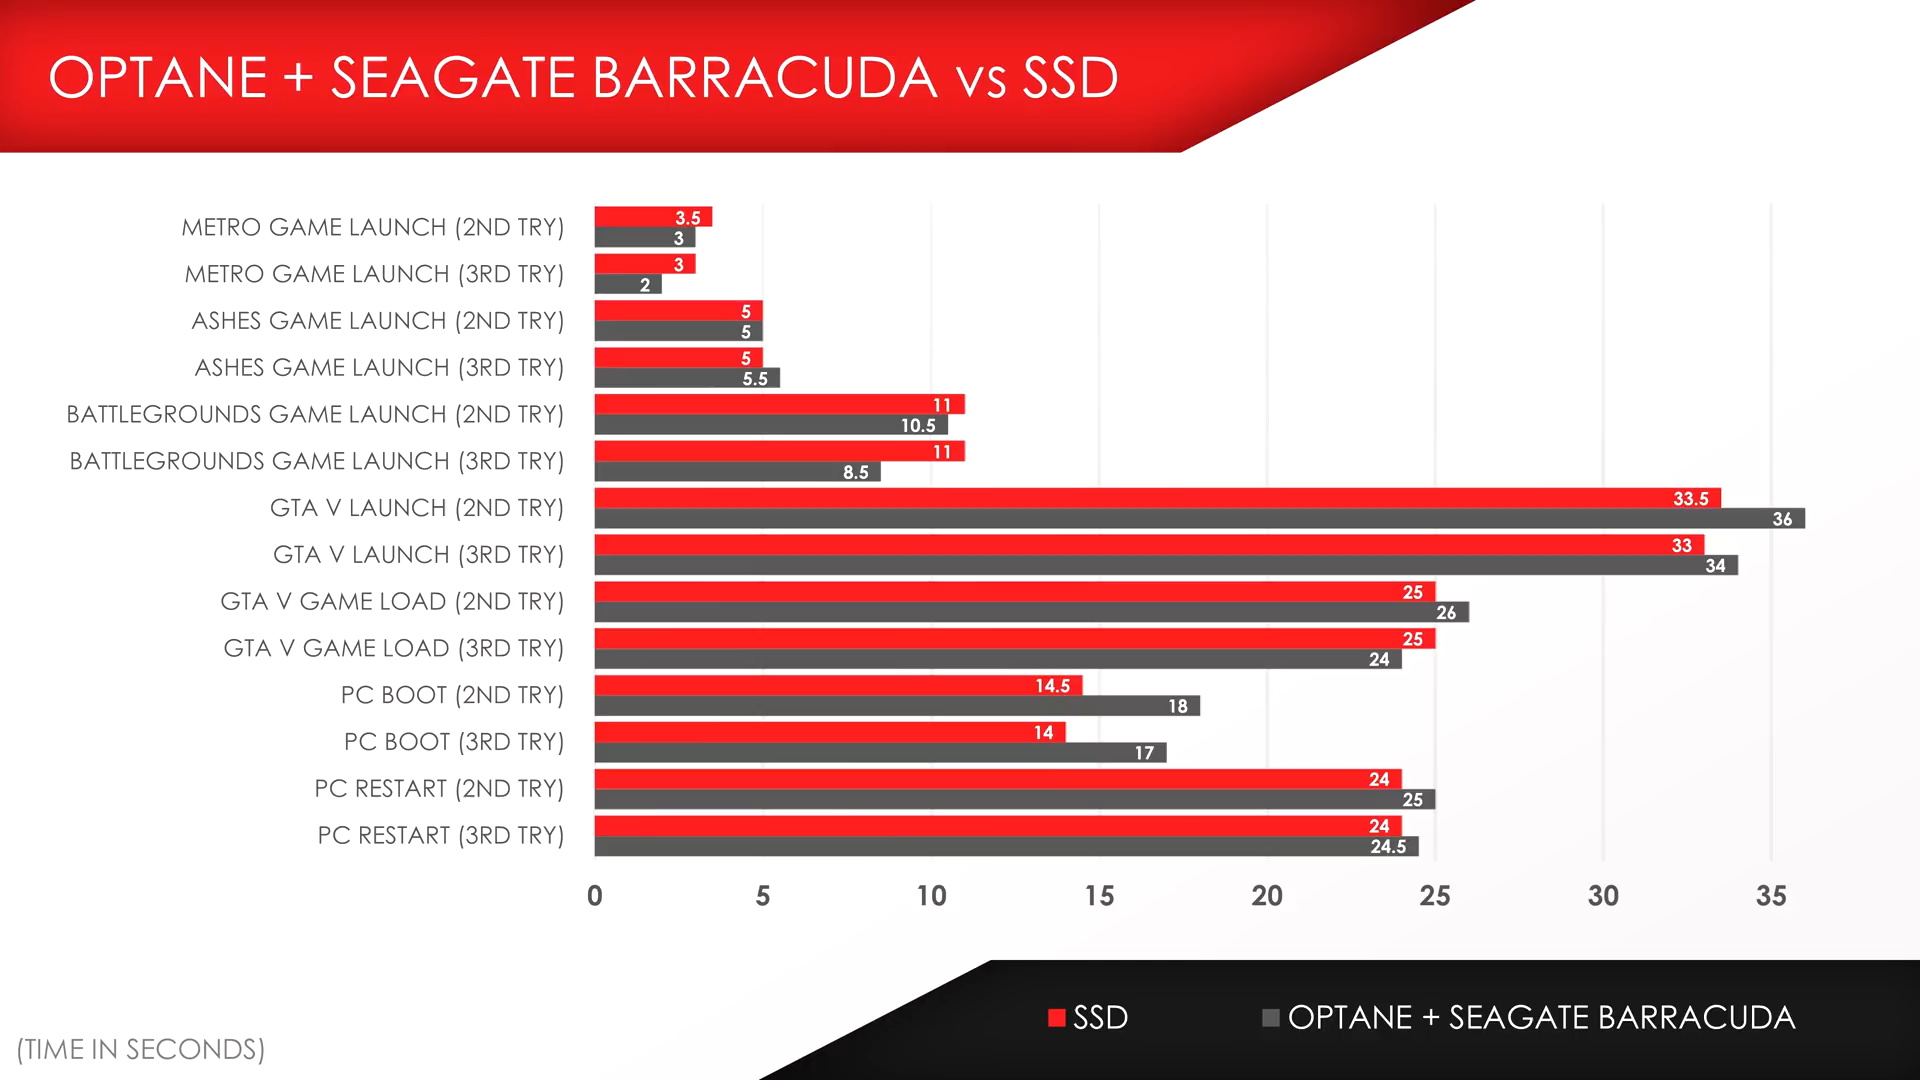 OPTANE + SEAGATE BARRACUDA vs SSD
METRO GAME LAUNCH (2ND TRY)
3.5
3
METRO GAME LAUNCH (3RD TRY)
3
2
ASHES GAME LAUNCH (2ND TRY)
5
5
ASHES GAME LAUNCH (3RD TRY)
5
5.5
BATTLEGROUNDS GAME LAUNCH (2ND TRY)
11
10.5
BATTLEGROUNDS GAME LAUNCH (3RD TRY)
11
8.5
GTA V LAUNCH (2ND TRY)
33.5
36
GTA V LAUNCH (3RD TRY)
33
34
GTA V GAME LOAD (2ND TRY)
25
26
GTA V GAME LOAD (3RD TRY)
25
24
PC BOOT (2ND TRY)
14.5
18
PC BOOT (3RD TRY)
14
17
PC RESTART (2ND TRY)
24
25
PC RESTART (3RD TRY)
24
24.5
0 5 10 15 20 25 30 35
SSD OPTANE + SEAGATE BARRACUDA
(TIME IN SECONDS)